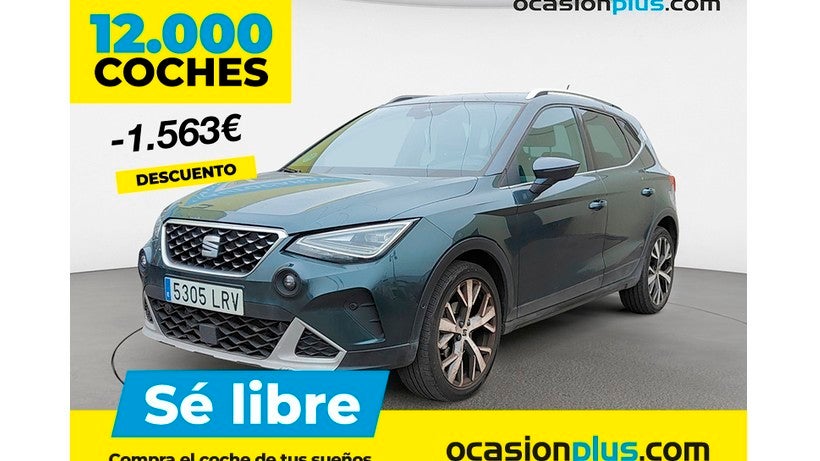 ocasionplus.com
12.000
COCHES
-1.563€
DESCUENTO
5305 LRV
Sé libre
Compra el coche de tus sueños
ocasionplus.com